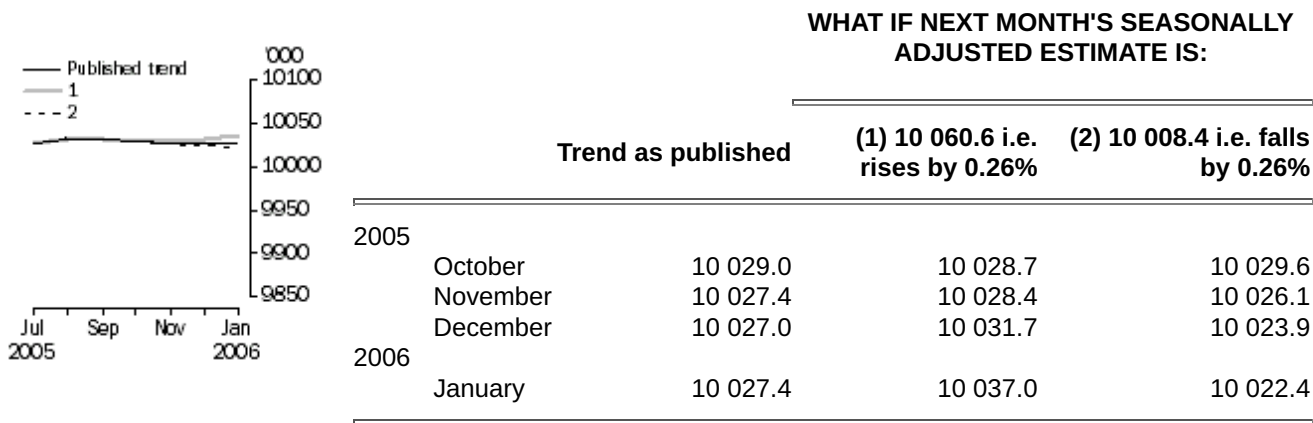 '000
Published trend
1
2
10100
10050
10000
9950
9900
9850
Jul Sep Nov Jan
2005 2006
WHAT IF NEXT MONTH'S SEASONALLY
ADJUSTED ESTIMATE IS:
Trend as published (1) 10 060.6 i.e. rises by 0.26% (2) 10 008.4 i.e. falls by 0.26%
2005
October 10 029.0 10 028.7 10 029.6
November 10 027.4 10 028.4 10 026.1
December 10 027.0 10 031.7 10 023.9
2006
January 10 027.4 10 037.0 10 022.4